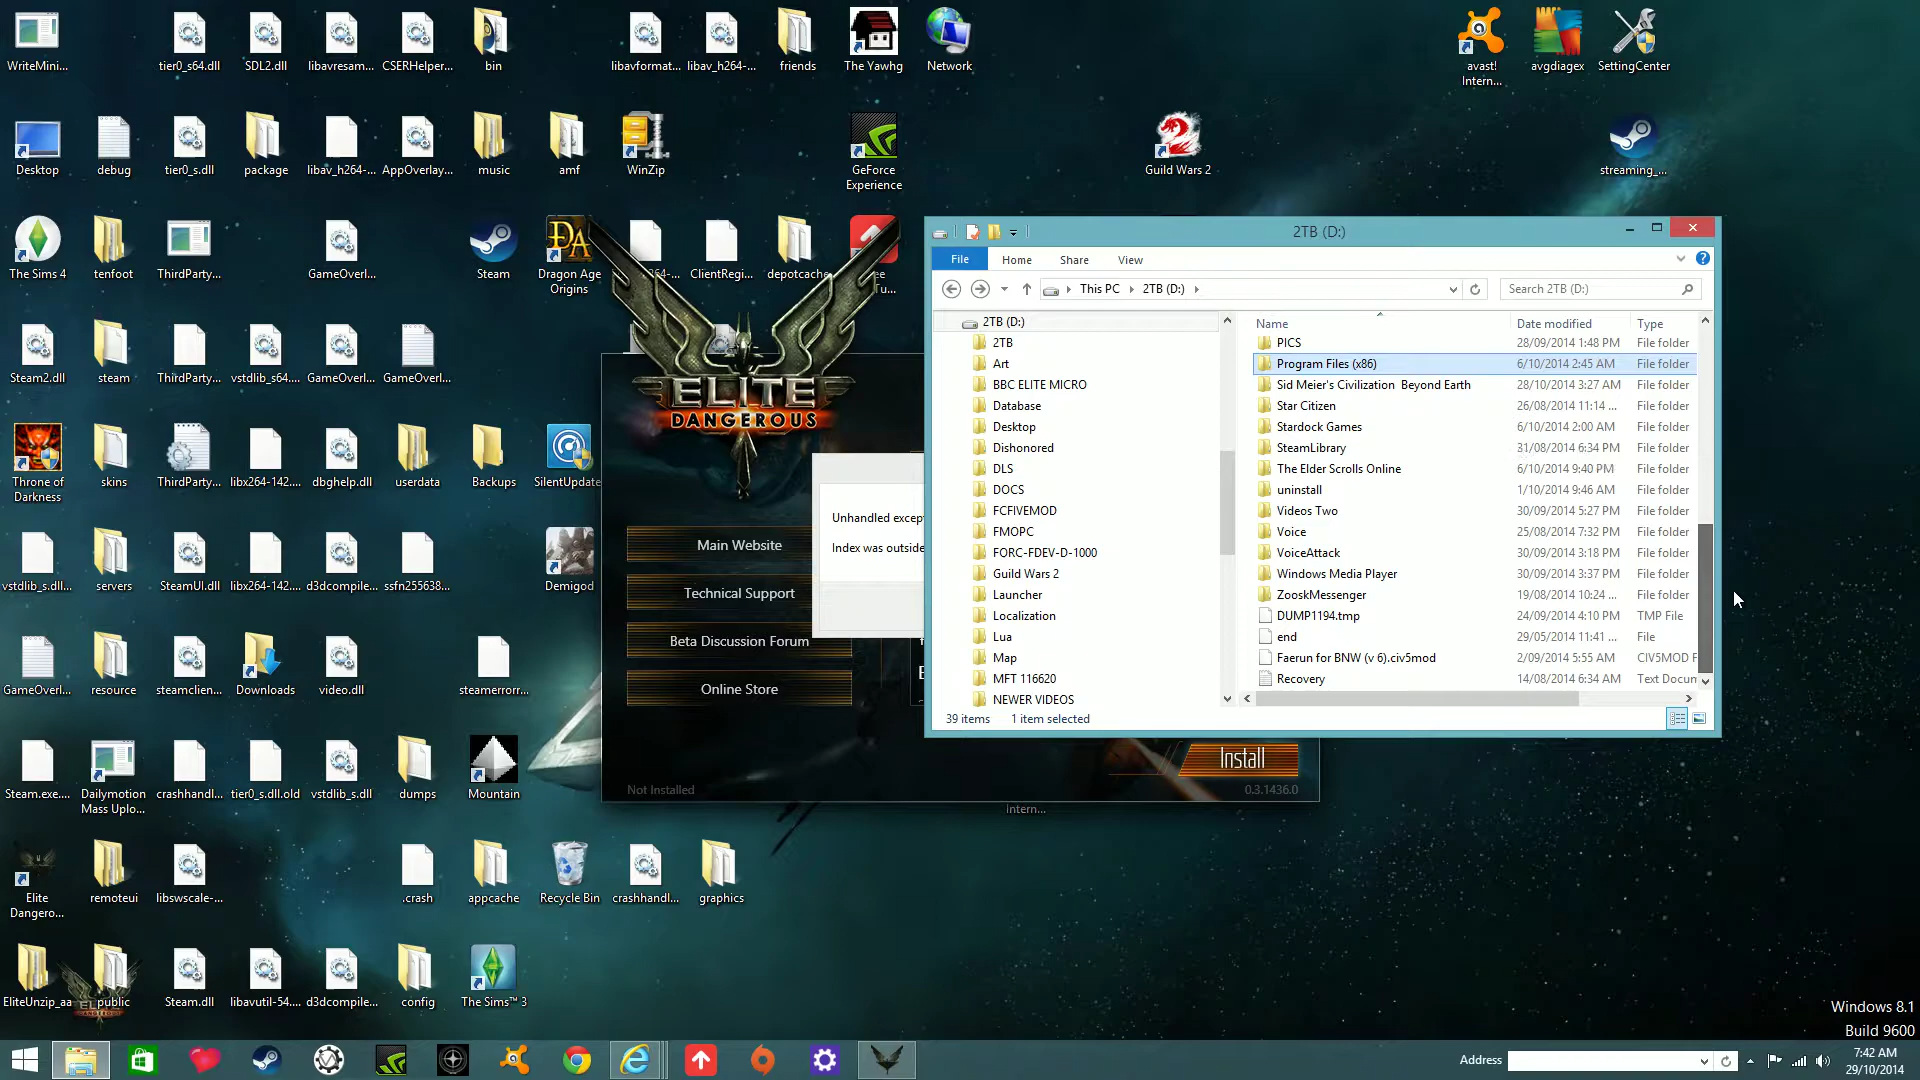 WriteMini...
tier0_s64.dll
SDL2.dll
libavresam...
CSERHelper...
bin
libavformat...
libav_h264-...
friends
The Yawhg
Network
avast!
Intern...
avgdiagex
SettingCenter
Desktop
debug
tier0_s.dll
package
libav_h264-...
AppOverlay...
music
amf
WinZip
GeForce
Experience
Guild Wars 2
streaming_...
The Sims 4
tenfoot
ThirdParty...
GameOverl...
Steam
Dragon Age
Origins
ClientRegi...
depotcache
Steam2.dll
steam
ThirdParty...
vstdlib_s64...
GameOverl...
GameOverl...
Throne of
Darkness
skins
ThirdParty...
libx264-142...
dbghelp.dll
userdata
Backups
SilentUpdate
vstdlib_s.dll...
servers
SteamUI.dll
libx264-142...
d3dcompile...
ssfn255638...
Demigod
GameOverl...
resource
steamclien...
Downloads
video.dll
steamerrorr...
Steam.exe....
Dailymotion
Mass Uplo...
crashhandl...
tier0_s.dll.old
vstdlib_s.dll
dumps
Mountain
Elite
Dangero...
remoteui
libswscale-...
.crash
appcache
Recycle Bin
crashhandl...
graphics
EliteUnzip_aa
public
Steam.dll
libavutil-54....
d3dcompile...
config
The Sims™ 3
ELITE
DANGEROUS
Main Website
Technical Support
Beta Discussion Forum
Online Store
Not Installed
Install
0.3.1436.0
Intern...
Unhandled except
Index was outside
2TB (D:)
File
Home
Share
View
This PC
2TB (D:)
Search 2TB (D:)
2TB (D:)
2TB
Art
BBC ELITE MICRO
Database
Desktop
Dishonored
DLS
DOCS
FCFIVEMOD
FMOPC
FORC-FDEV-D-1000
Guild Wars 2
Launcher
Localization
Lua
Map
MFT 116620
NEWER VIDEOS
Name Date modified Type
PICS 28/09/2014 1:48 PM File folder
Program Files (x86) 6/10/2014 2:45 AM File folder
Sid Meier's Civilization Beyond Earth 28/10/2014 3:27 AM File folder
Star Citizen 26/08/2014 11:14 ... File folder
Stardock Games 6/10/2014 2:00 AM File folder
SteamLibrary 31/08/2014 6:34 PM File folder
The Elder Scrolls Online 6/10/2014 9:40 PM File folder
uninstall 1/10/2014 9:46 AM File folder
Videos Two 30/09/2014 5:27 PM File folder
Voice 25/08/2014 7:32 PM File folder
VoiceAttack 30/09/2014 3:18 PM File folder
Windows Media Player 30/09/2014 3:37 PM File folder
ZooskMessenger 19/08/2014 10:24 ... File folder
DUMP1194.tmp 24/09/2014 4:10 PM TMP File
end 29/05/2014 11:41 ... File
Faerun for BNW (v 6).civ5mod 2/09/2014 5:55 AM CIV5MOD F
Recovery 14/08/2014 6:34 AM Text Docum
39 items 1 item selected
Windows 8.1
Build 9600
Address
7:42 AM
29/10/2014